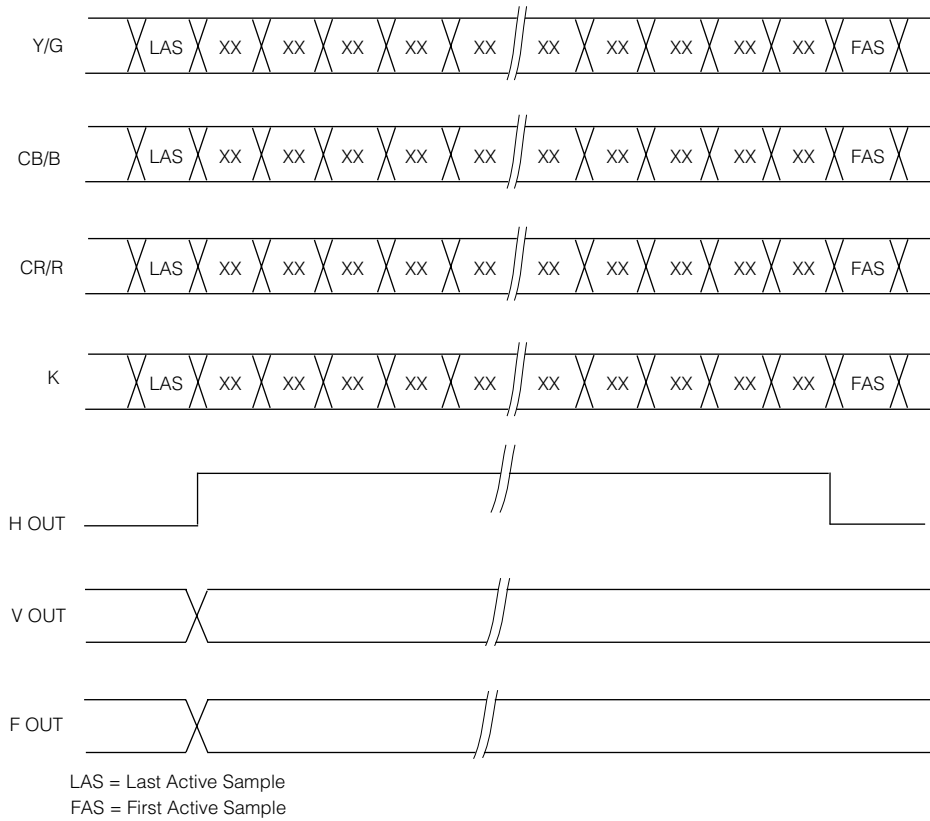 Y/G LAS XX XX XX XX XX XX XX XX XX XX FAS
CB/B LAS XX XX XX XX XX XX XX XX XX XX FAS
CR/R LAS XX XX XX XX XX XX XX XX XX XX FAS
K LAS XX XX XX XX XX XX XX XX XX XX FAS
H OUT
V OUT
F OUT
LAS = Last Active Sample
FAS = First Active Sample